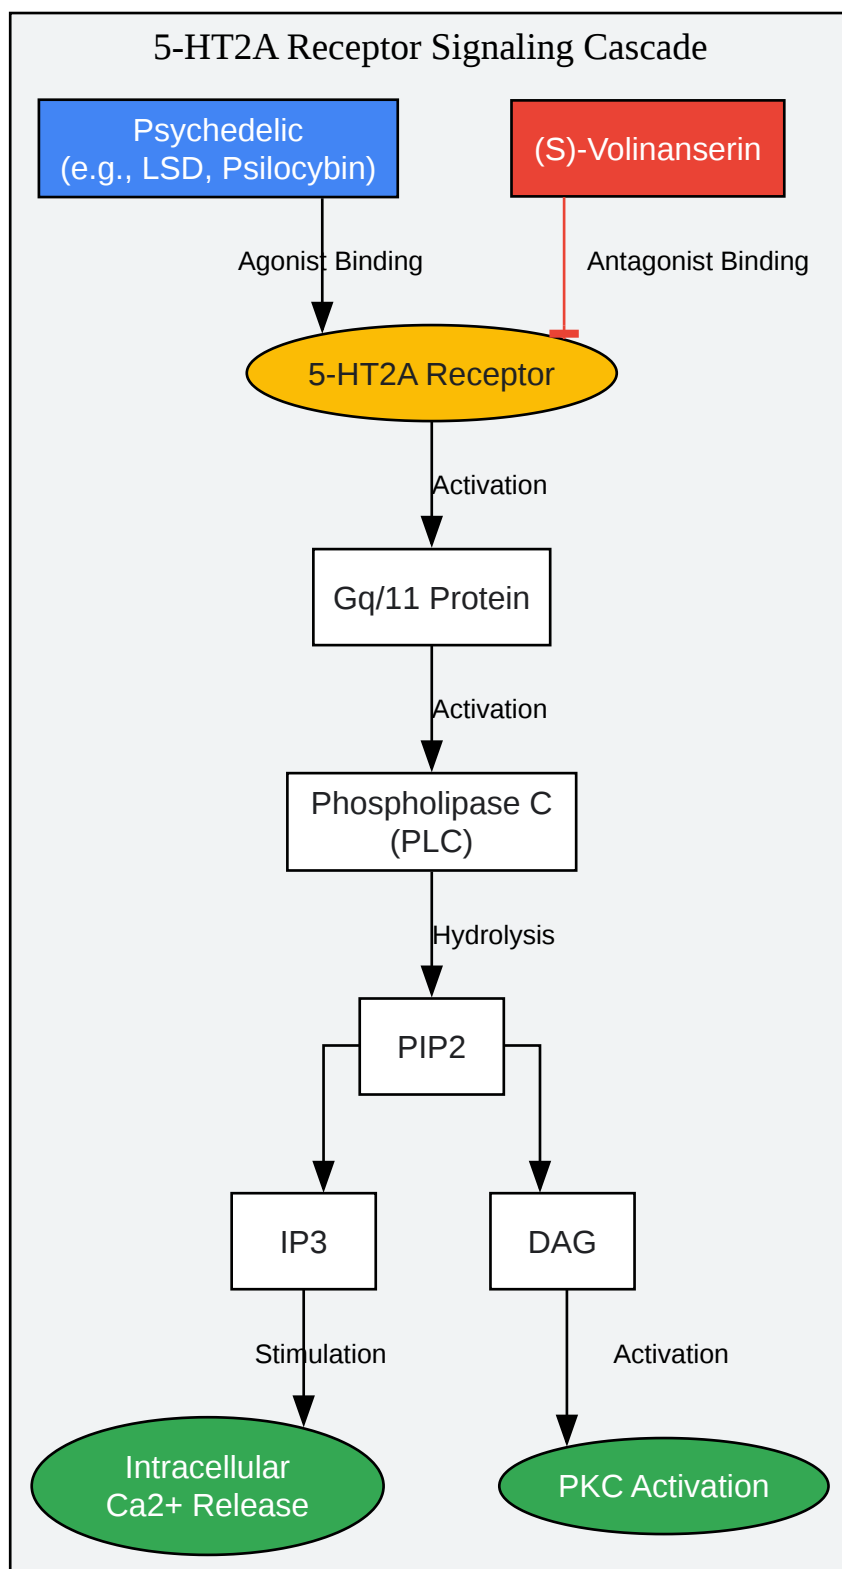 5-HT2A Receptor Signaling Cascade
Psychedelic
(e.g., LSD, Psilocybin)
(S)-Volinanserin
Agonist Binding
Antagonist Binding
5-HT2A Receptor
Activation
Gq/11 Protein
Activation
Phospholipase C
(PLC)
Hydrolysis
PIP2
IP3
DAG
Stimulation
Activation
Intracellular
Ca2+ Release
PKC Activation